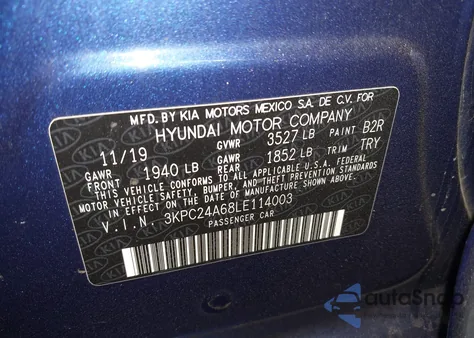 MFD. BY KIA MOTORS MEXICO S.A. DE C.V. FOR
HYUNDAI MOTOR COMPANY
11/19 GVWR 3527 LB PAINT B2R
GAWR FRONT 1940 LB GAWR REAR 1852 LB TRIM TRY
THIS VEHICLE CONFORMS TO ALL APPLICABLE U.S.A. FEDERAL
MOTOR VEHICLE SAFETY, BUMPER, AND THEFT PREVENTION STANDARDS
IN EFFECT ON THE DATE OF MANUFACTURE SHOWN ABOVE.
V.I.N. 3KPC24A68LE114003
PASSENGER CAR
autoSnap